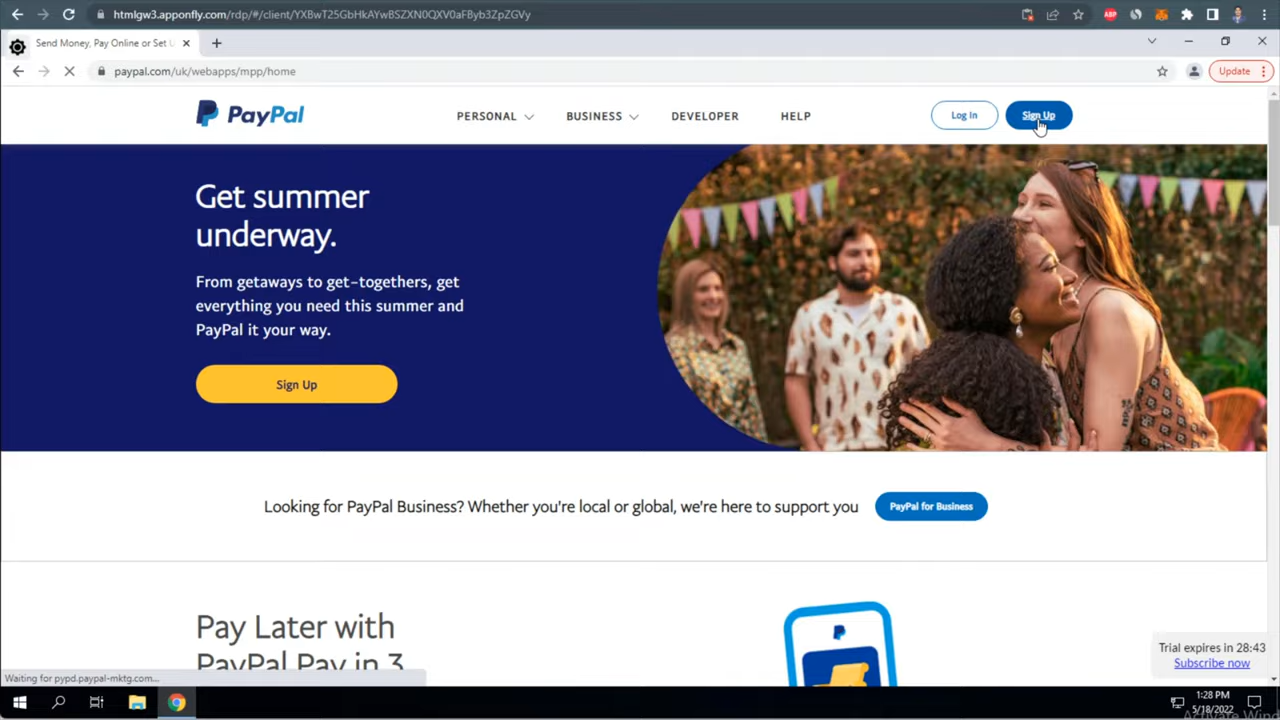 htmlgw3.apponfly.com/rdp/#/client/YXBwT25GbHkAYwBSZXN0QXV0aFByb3ZpZGVy
Send Money, Pay Online or Set U
paypal.com/uk/webapps/mpp/home
Update
PayPal
PERSONAL
BUSINESS
DEVELOPER
HELP
Log In
Sign Up
Get summer
underway.
From getaways to get-togethers, get
everything you need this summer and
PayPal it your way.
Sign Up
Looking for PayPal Business? Whether you're local or global, we're here to support you
PayPal for Business
Pay Later with
PayPal Pay in 3
Trial expires in 28:43
Subscribe now
Waiting for pypd.paypal-mktg.com...
1:28 PM
5/18/2022